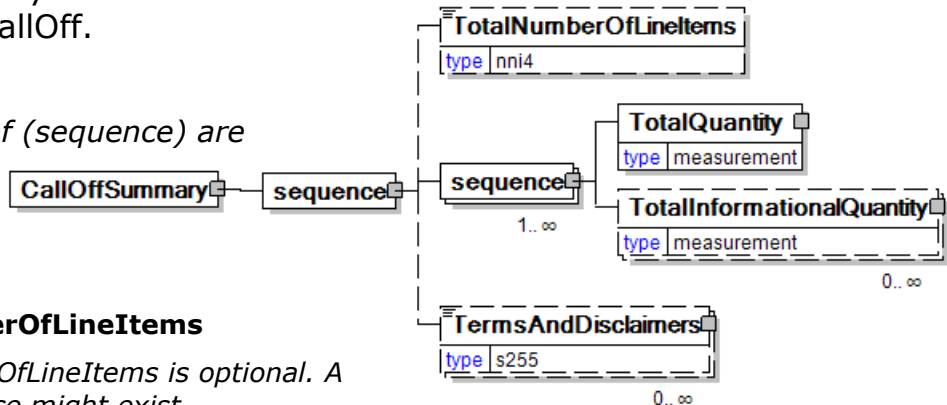 allOff.
TotalNumberOfLineItems
type nni4
f (sequence) are
TotalQuantity
type measurement
CallOffSummary
sequence
sequence
1.. ∞
TotalInformationalQuantity
type measurement
0.. ∞
erOfLineItems
TermsAndDisclaimers
type s255
OfLineItems is optional. A
0.. ∞